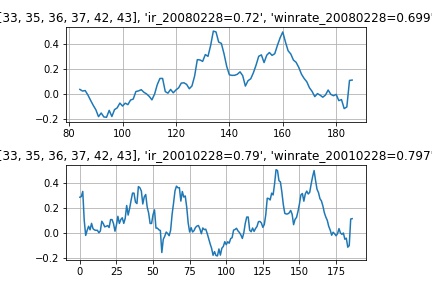 33, 35, 36, 37, 42, 43], 'ir_20080228=0.72', 'winrate_20080228=0.699'
0.4
0.2
0.0
−0.2
80 100 120 140 160 180
[33, 35, 36, 37, 42, 43], 'ir_20010228=0.79', 'winrate_20010228=0.797'
0.4
0.2
0.0
−0.2
0 25 50 75 100 125 150 175